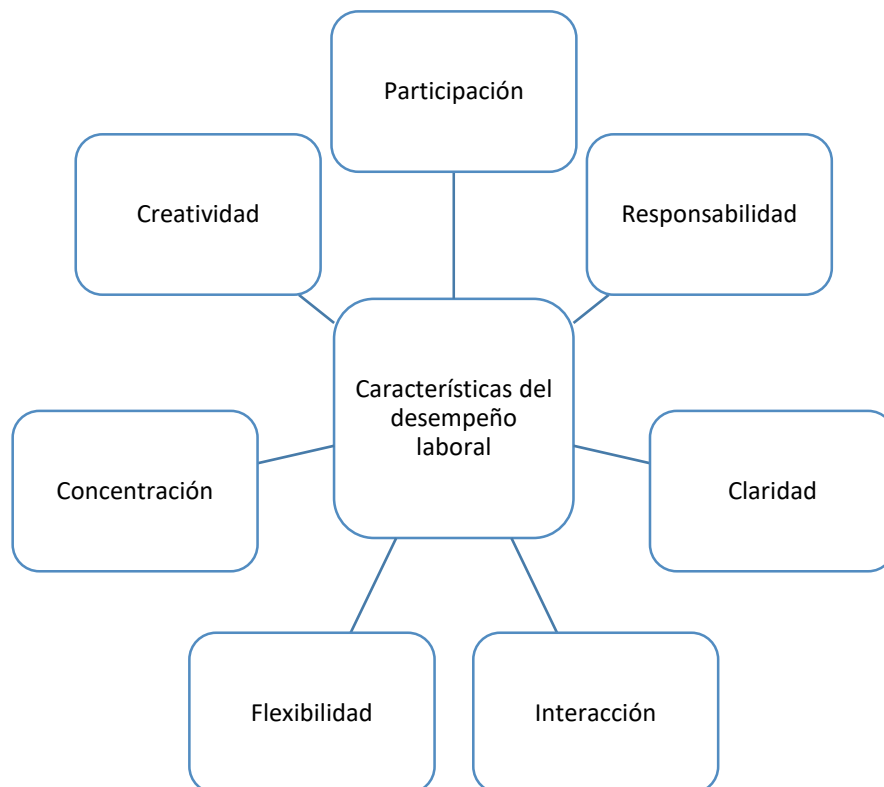 Participación
Creatividad
Responsabilidad
Características del
desempeño
laboral
Concentración
Claridad
Flexibilidad
Interacción